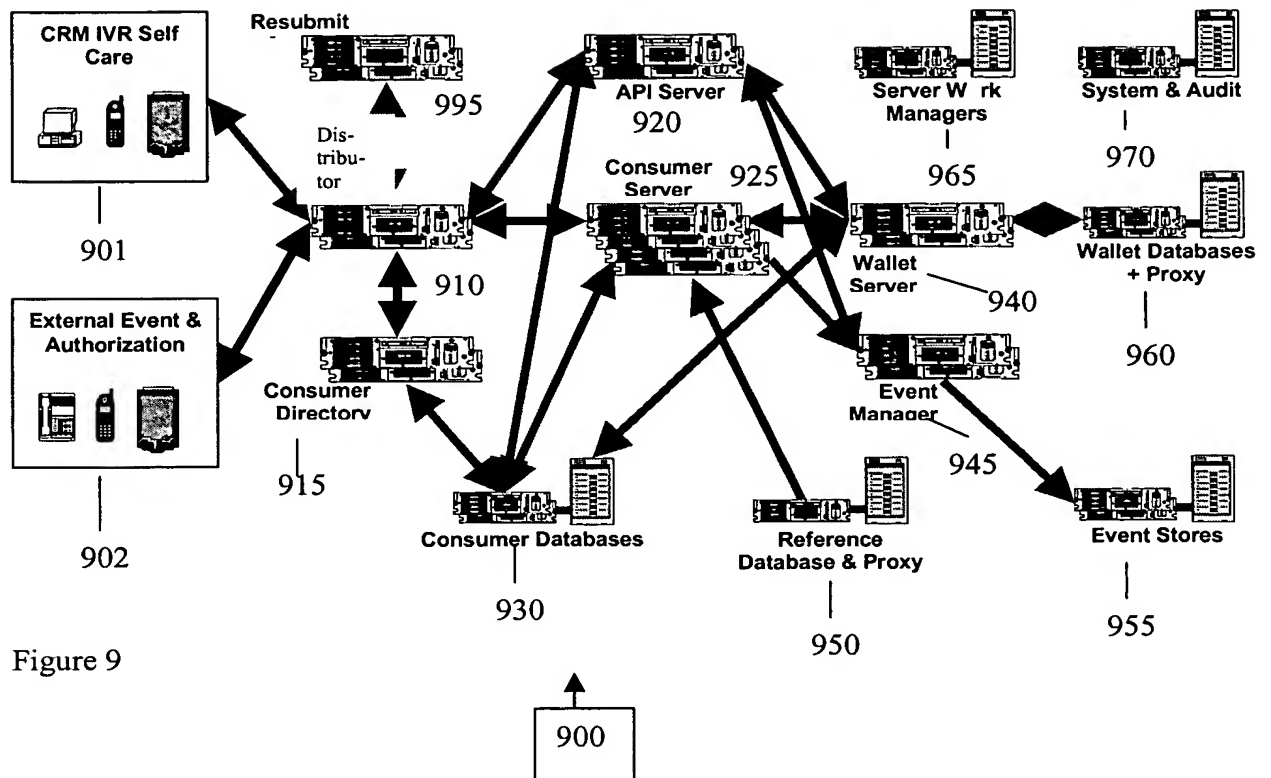 CRM IVR Self
Care
901
External Event &
Authorization
902
Resubmit
995
Dis-
tribu-
tor
910
Consumer
Directory
915
API Server
920
Consumer
Server
925
Consumer Databases
930
Server W rk
Managers
965
System & Audit
970
Wallet
Server
940
Wallet Databases
+ Proxy
960
Event
Manager
945
Reference
Database & Proxy
950
Event Stores
955
Figure 9
900